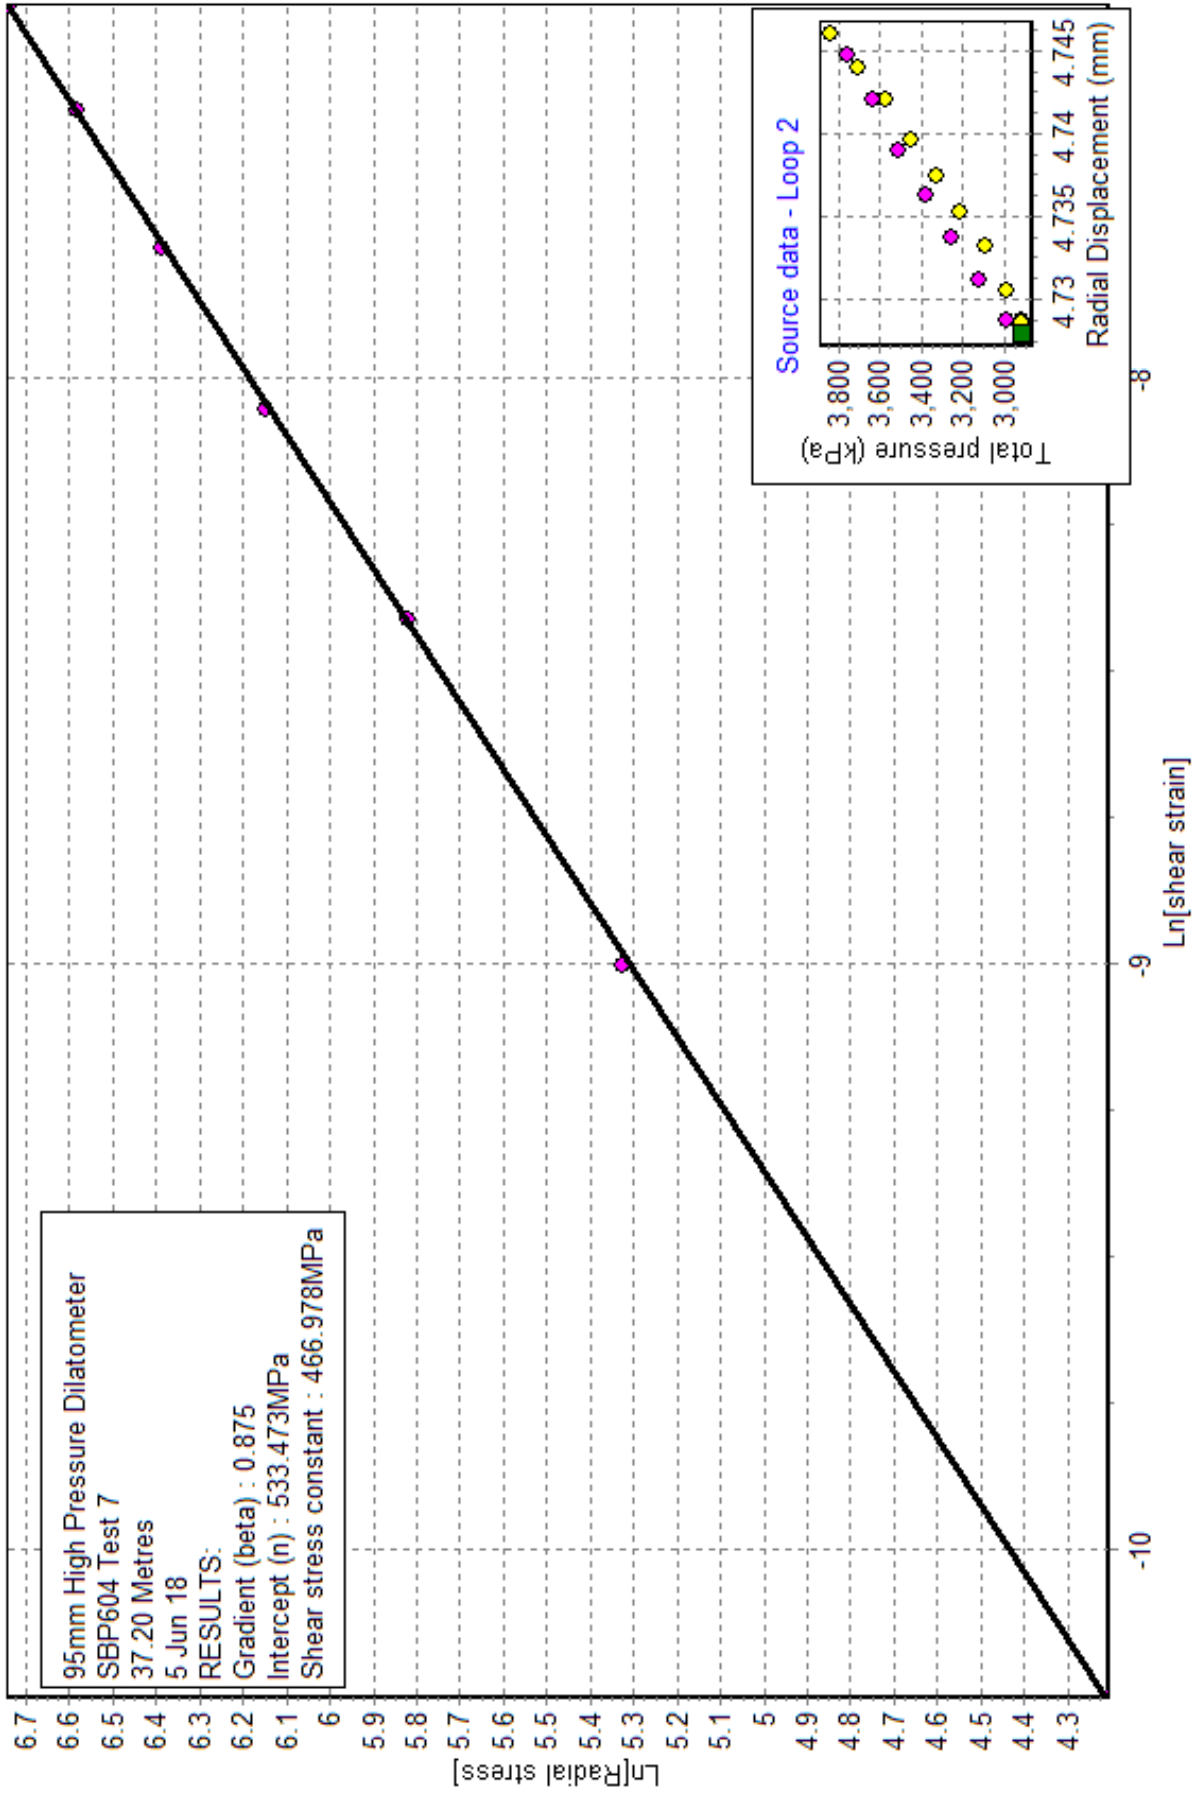 95mm High Pressure Dilatometer
SBP604 Test 7
37.20 Metres
5 Jun 18
RESULTS:
Gradient (beta) : 0.875
Intercept (n) : 533.473MPa
Shear stress constant : 466.978MPa
Ln[Radial stress]
6.7
6.6
6.5
6.4
6.3
6.2
6.1
6
5.9
5.8
5.7
5.6
5.5
5.4
5.3
5.2
5.1
5
4.9
4.8
4.7
4.6
4.5
4.4
4.3
-10
-9
-8
Ln[shear strain]
Source data - Loop 2
Total pressure (kPa)
3,800
3,600
3,400
3,200
3,000
4.73
4.735
4.74
4.745
Radial Displacement (mm)